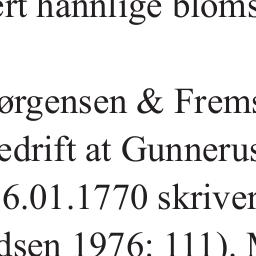 ert hannlige bloms
ørgensen & Frems
edrift at Gunnerus
6.01.1770 skriver
dsen 1976: 111). M